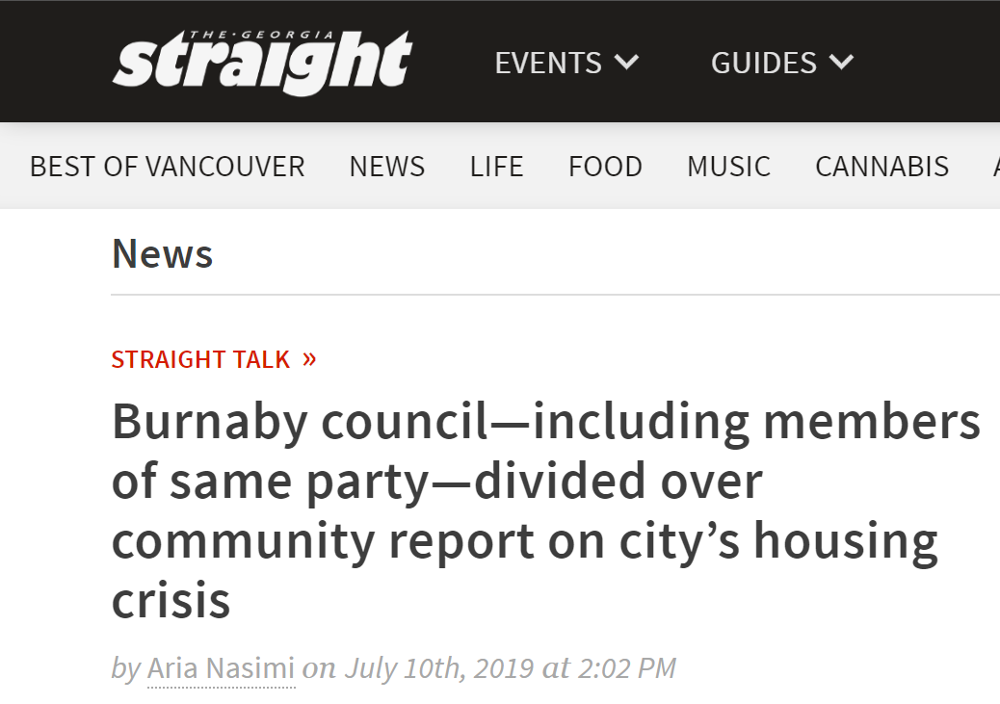 THE·GEORGIA
straight
EVENTS
GUIDES
BEST OF VANCOUVER NEWS LIFE FOOD MUSIC CANNABIS A
News
STRAIGHT TALK »
Burnaby council—including members
of same party—divided over
community report on city’s housing
crisis
by Aria Nasimi on July 10th, 2019 at 2:02 PM